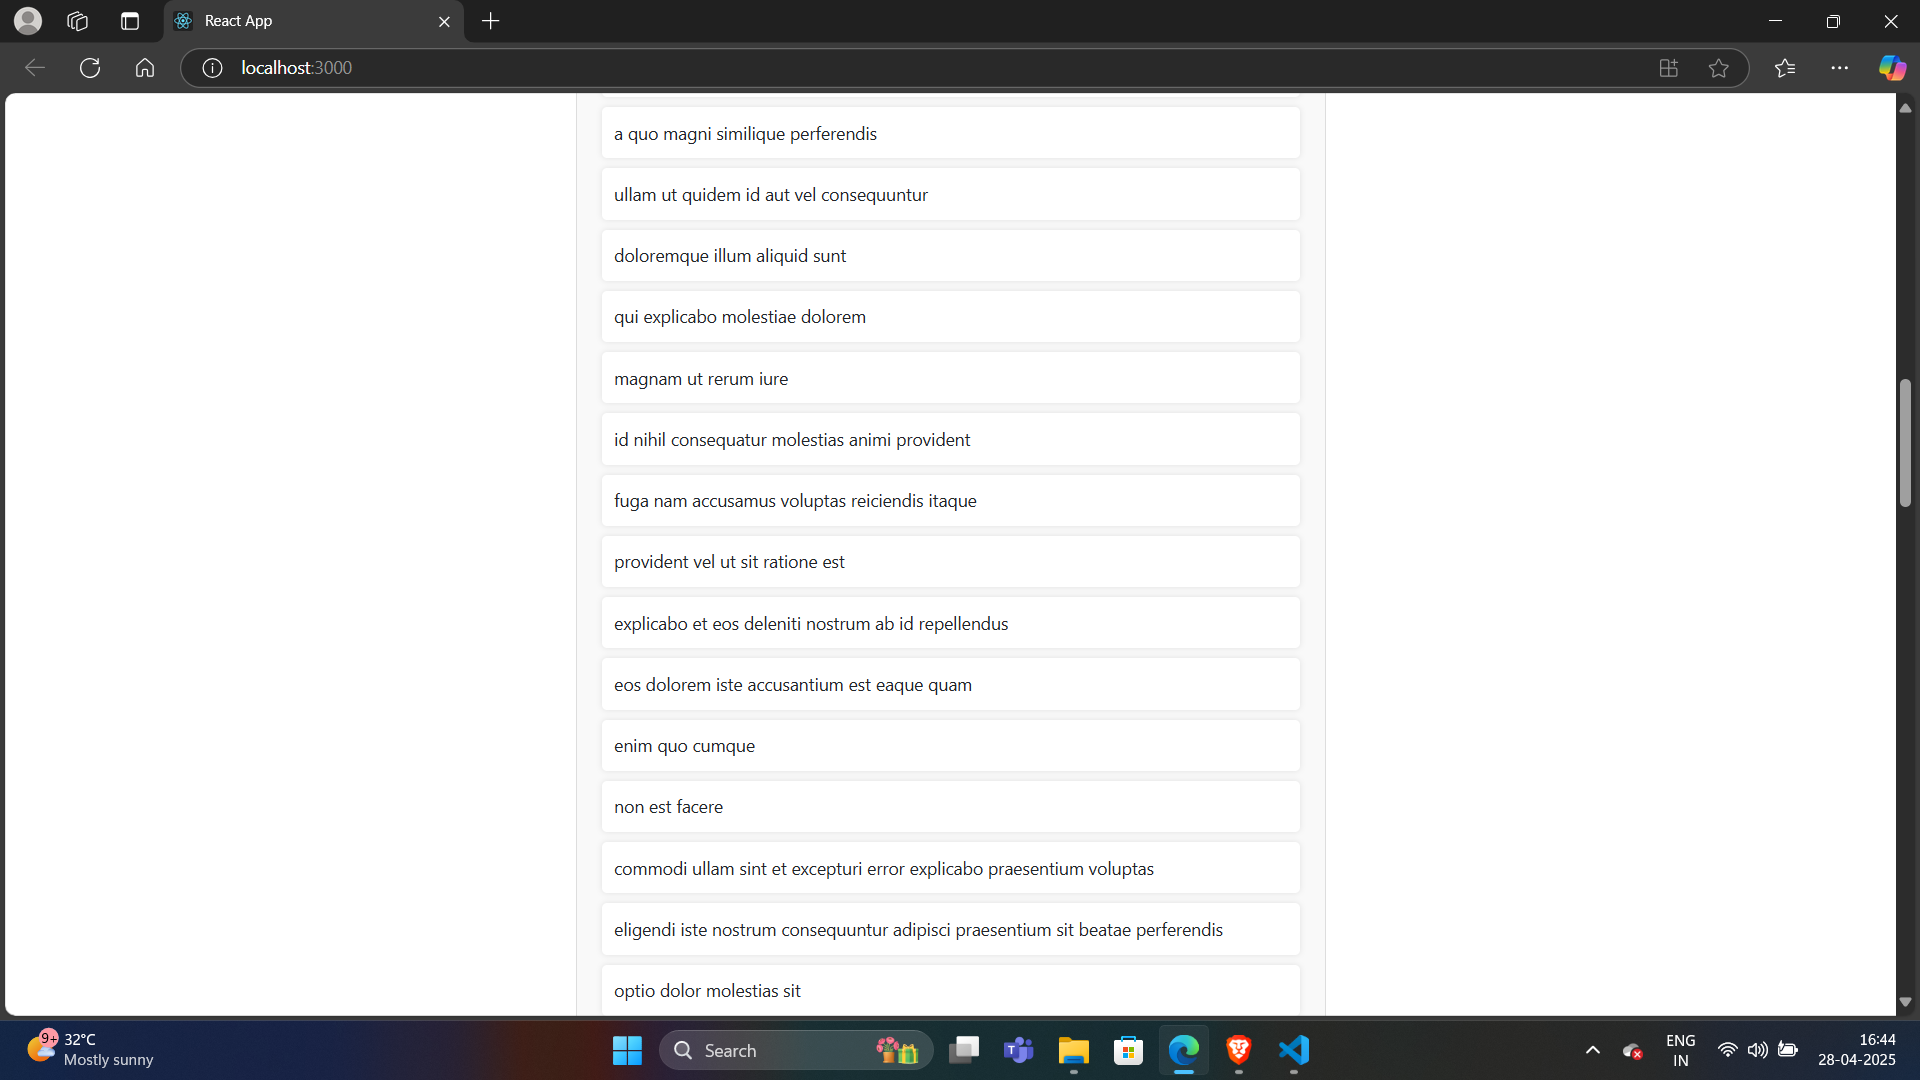 React App
localhost:3000
a quo magni similique perferendis
ullam ut quidem id aut vel consequuntur
doloremque illum aliquid sunt
qui explicabo molestiae dolorem
magnam ut rerum iure
id nihil consequatur molestias animi provident
fuga nam accusamus voluptas reiciendis itaque
provident vel ut sit ratione est
explicabo et eos deleniti nostrum ab id repellendus
eos dolorem iste accusantium est eaque quam
enim quo cumque
non est facere
commodi ullam sint et excepturi error explicabo praesentium voluptas
eligendi iste nostrum consequuntur adipisci praesentium sit beatae perferendis
optio dolor molestias sit
9+
32°C
Mostly sunny
Search
ENG
IN
16:44
28-04-2025